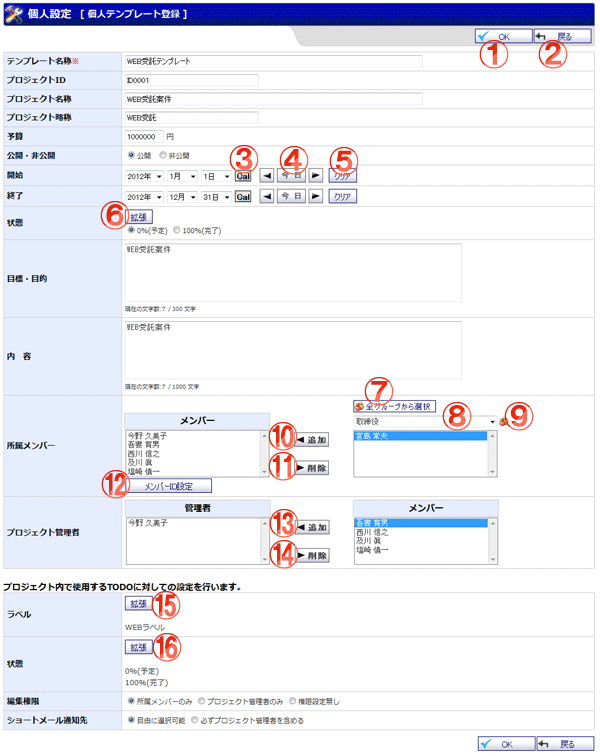 個人設定 [ 個人テンプレート登録 ]
① OK ② 戻る
テンプレート名称※ WEB受託テンプレート
プロジェクトID ID0001
プロジェクト名称 WEB受託案件
プロジェクト略称 WEB受託
予算 1000000 円
公開・非公開 公開 非公開
③ ④ ⑤
開始 2012年 1月 1日 Cal ◀ 今日 ▶ クリア
終了 2012年 12月 31日 Cal ◀ 今日 ▶ クリア
⑥ 拡張
状態 0%(予定) 100%(完了)
目標・目的 WEB受託案件
現在の文字数:7 / 300 文字
内 容 WEB受託案件
現在の文字数:7 / 1000 文字
⑦ 全グループから選択
所属メンバー
メンバー
今野 久美子
吾妻 育男
西川 信之
及川 眞
塩崎 慎一
⑩ ◀ 追加
⑪ ▶ 削除
取締役 ⑧ ⑨
宮島 常夫
⑫ メンバーID設定
プロジェクト管理者
管理者
今野 久美子
⑬ ◀ 追加
⑭ ▶ 削除
メンバー
吾妻 育男
西川 信之
及川 眞
塩崎 慎一
プロジェクト内で使用するTODOに対しての設定を行います。
ラベル 拡張 ⑮
WEBラベル
状態 拡張 ⑯
0%(予定)
100%(完了)
編集権限 所属メンバーのみ プロジェクト管理者のみ 権限設定無し
ショートメール通知先 自由に選択可能 必ずプロジェクト管理者を含める
OK 戻る